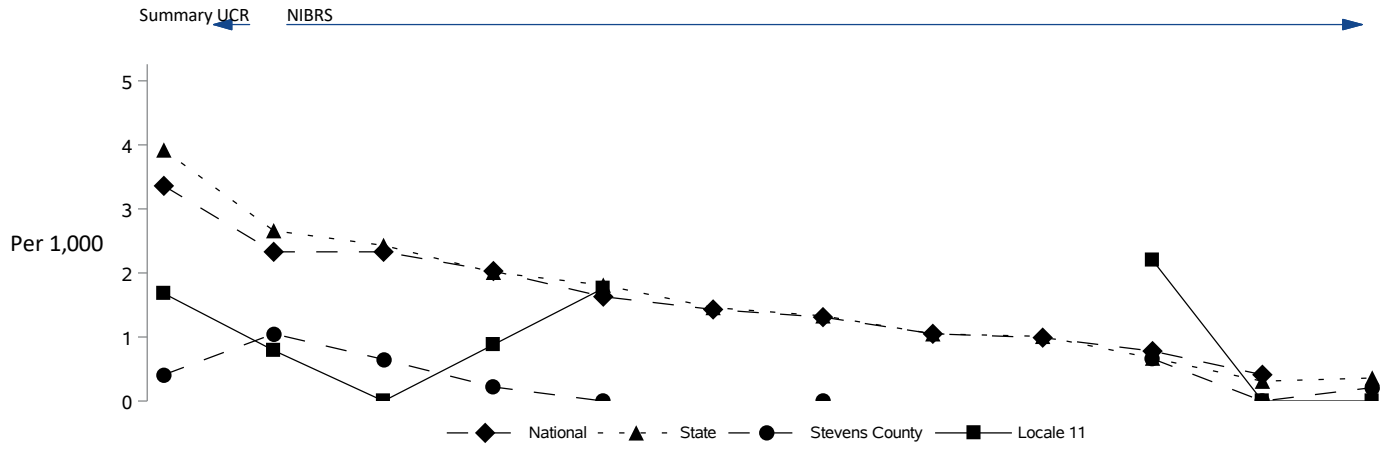 Summary UCR NIBRS
5
4
3
Per 1,000
2
1
0
National State Stevens County Locale 11